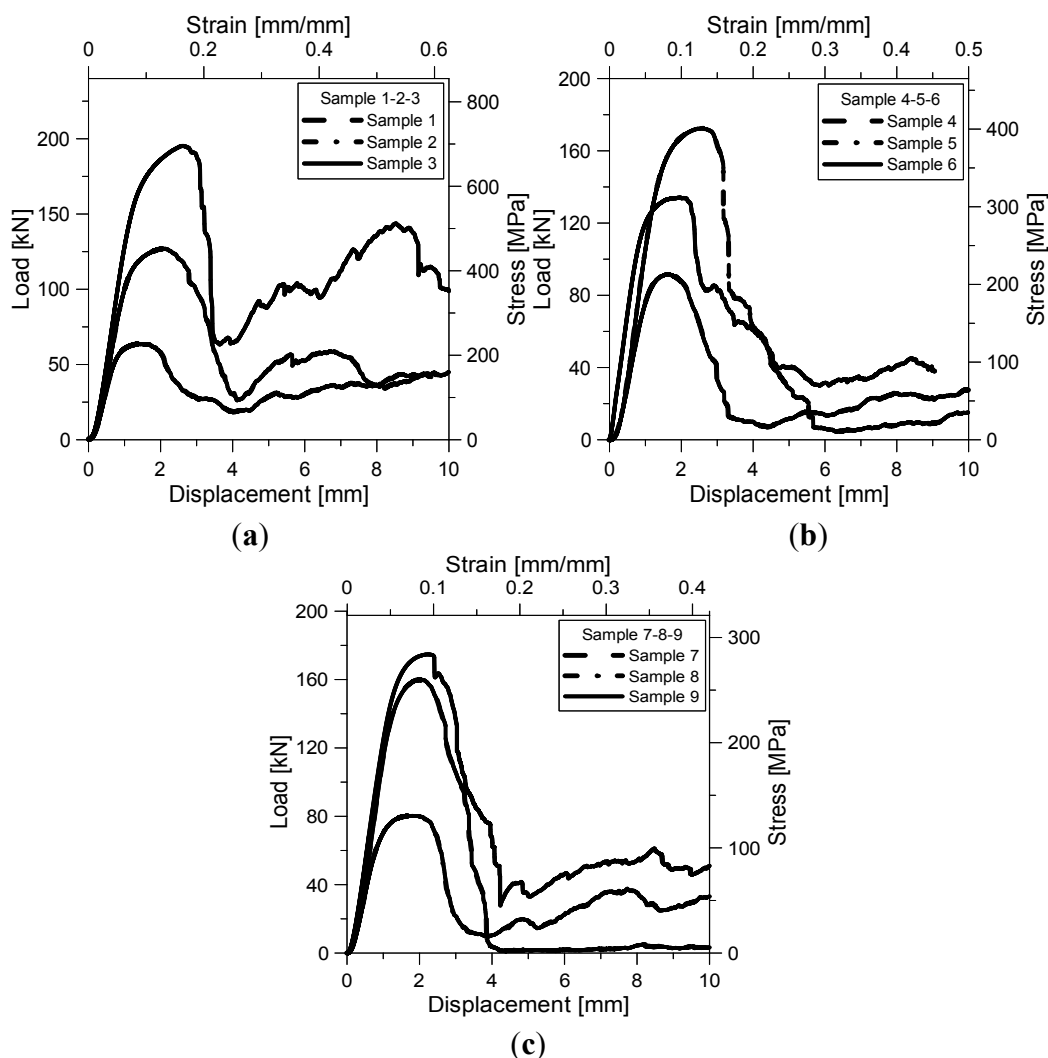 Strain [mm/mm]
0 0.2 0.4 0.6
Sample 1-2-3
Sample 1
Sample 2
Sample 3
Load [kN]
0 50 100 150 200
Stress [MPa]
0 200 400 600 800
0 2 4 6 8 10
Displacement [mm]
(a)
Strain [mm/mm]
0 0.1 0.2 0.3 0.4 0.5
Sample 4-5-6
Sample 4
Sample 5
Sample 6
Load [kN]
0 40 80 120 160 200
Stress [MPa]
0 100 200 300 400
0 2 4 6 8 10
Displacement [mm]
(b)
Strain [mm/mm]
0 0.1 0.2 0.3 0.4
Sample 7-8-9
Sample 7
Sample 8
Sample 9
Load [kN]
0 40 80 120 160 200
Stress [MPa]
0 100 200 300
0 2 4 6 8 10
Displacement [mm]
(c)